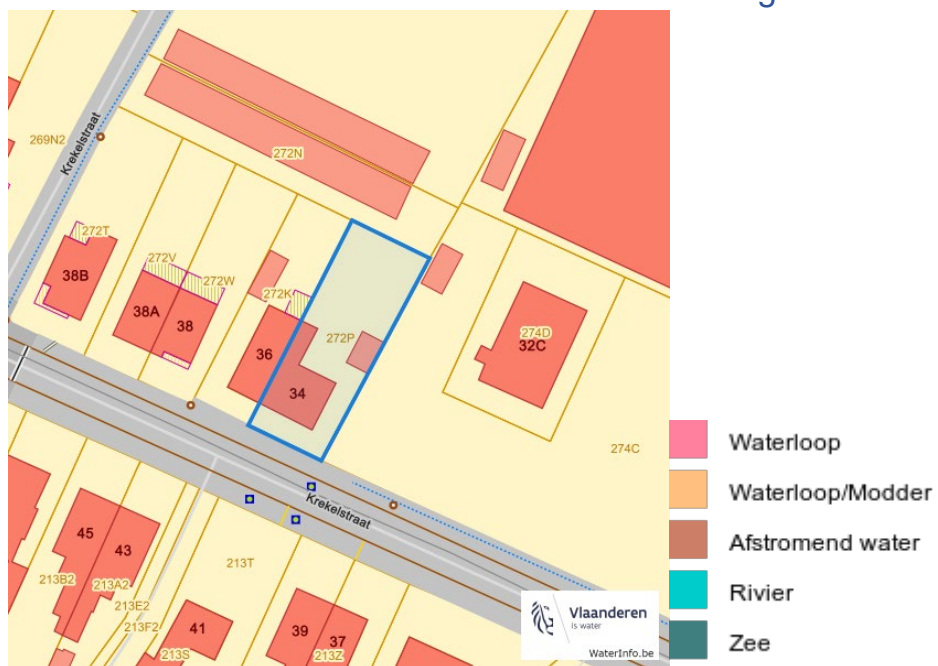 g
Krekelstraat
269N2
272N
272T
38B
272V
272W
38A
38
272K
36
272P
34
274D
32C
274C
Krekelstraat
45
43
213B2
213A2
213E2
213F2
213T
41
213S
39
37
213Z
Vlaanderen
is water
WaterInfo.be
Waterloop
Waterloop/Modder
Afstromend water
Rivier
Zee